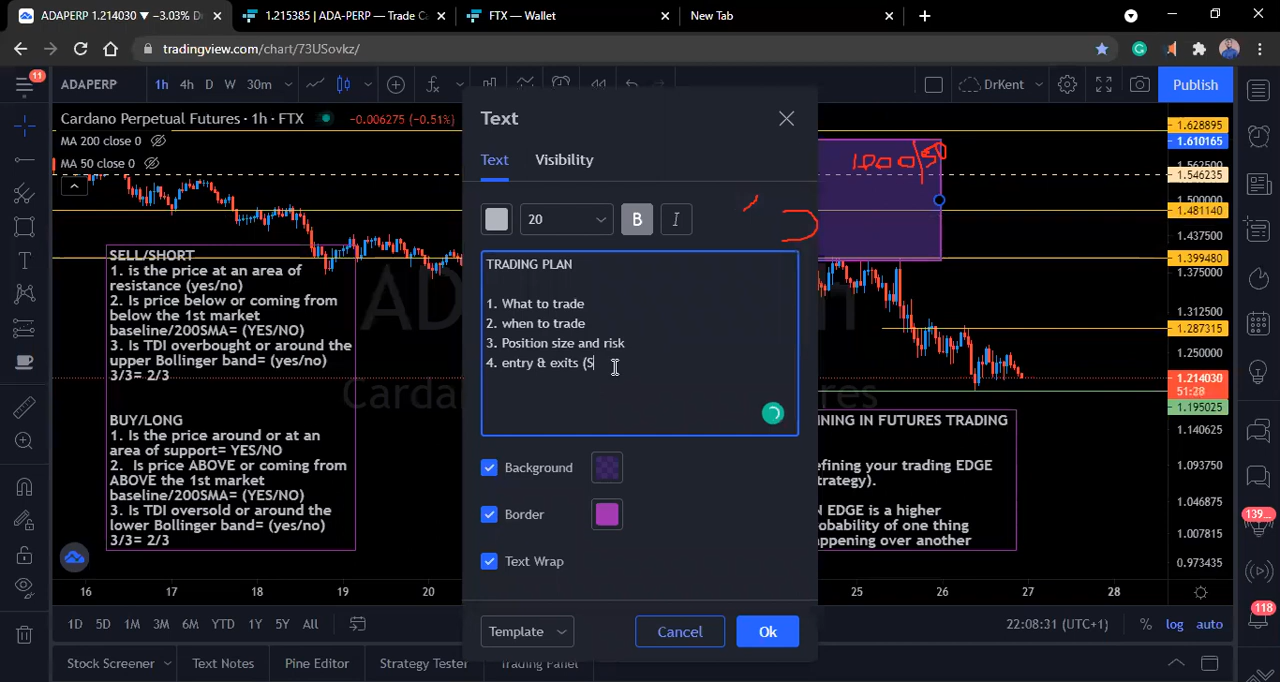 ADAPERP 1.214030 ▼ −3.03%
1.215385 | ADA-PERP — Trade
FTX — Wallet
New Tab
tradingview.com/chart/73USovkz/
11
ADAPERP
1h 4h D W 30m
DrKent
Publish
Cardano Perpetual Futures · 1h · FTX
−0.006275 (−0.51%)
MA 200 close 0
MA 50 close 0
SELL/SHORT
1. is the price at an area of
resistance (yes/no)
2. Is price below or coming from
below the 1st market
baseline/200SMA= (YES/NO)
3. Is TDI overbought or around the
upper Bollinger band= (yes/no)
3/3= 2/3
BUY/LONG
1. Is the price around or at an
area of support= YES/NO
2. Is price ABOVE or coming from
ABOVE the 1st market
baseline/200SMA= (YES/NO)
3. Is TDI oversold or around the
lower Bollinger band= (yes/no)
3/3= 2/3
Text
Text Visibility
20
B I
TRADING PLAN
1. What to trade
2. when to trade
3. Position size and risk
4. entry & exits (S
Background
Border
Text Wrap
Template
Cancel
Ok
NING IN FUTURES TRADING
efining your trading EDGE
trategy).
N EDGE is a higher
obability of one thing
appening over another
1.628895
1.610165
1.562500
1.546235
1.500000
1.481140
1.437500
1.399480
1.375000
1.312500
1.287315
1.250000
1.214030
51:28
1.195025
1.140625
1.093750
1.046875
1.007815
0.973435
139...
118
16 17 18 19 20 25 26 27 28
1D 5D 1M 3M 6M YTD 1Y 5Y All
22:08:31 (UTC+1)
% log auto
Stock Screener
Text Notes
Pine Editor
Strategy Tester
Trading Panel